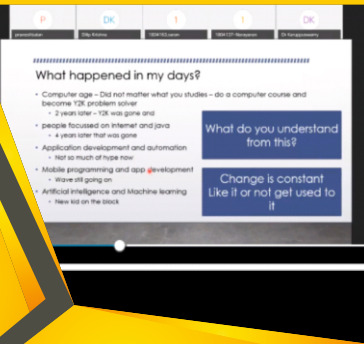 P DK 1 1 DK
What happened in my days?
• Computer age – Did not matter what you studies – do a computer course and
become Y2K problem solver
• 2 years later – Y2K was gone and
• people focussed on internet and java
• 4 years later that was gone
• Application development and automation
• Not so much of hype now
• Mobile programming and app development
• Wave still going on
• Artificial intelligence and Machine learning
• New kid on the block
What do you understand
from this?
Change is constant
Like it or not get used to
it